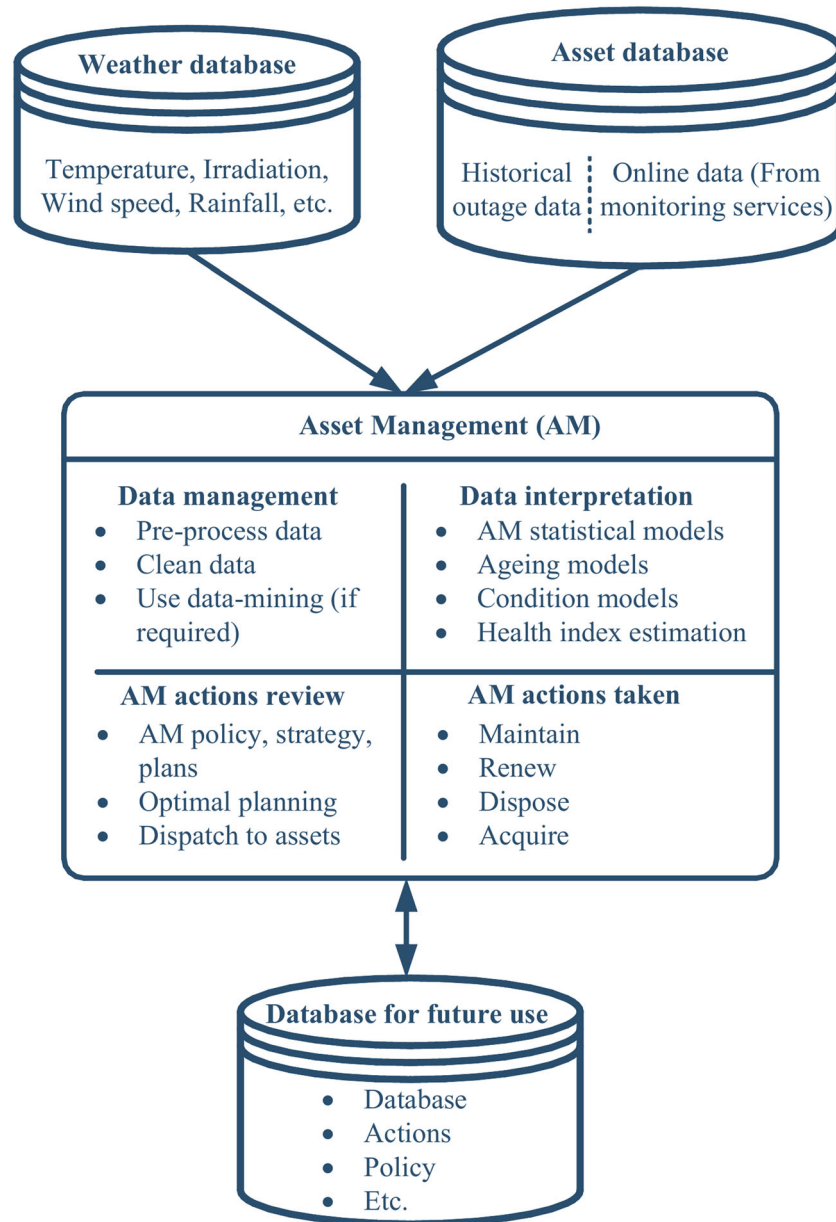 Weather database
Temperature, Irradiation,
Wind speed, Rainfall, etc.
Asset database
Historical
outage data
Online data (From
monitoring services)
Asset Management (AM)
Data management
• Pre-process data
• Clean data
• Use data-mining (if
required)
Data interpretation
• AM statistical models
• Ageing models
• Condition models
• Health index estimation
AM actions review
• AM policy, strategy,
plans
• Optimal planning
• Dispatch to assets
AM actions taken
• Maintain
• Renew
• Dispose
• Acquire
Database for future use
• Database
• Actions
• Policy
• Etc.